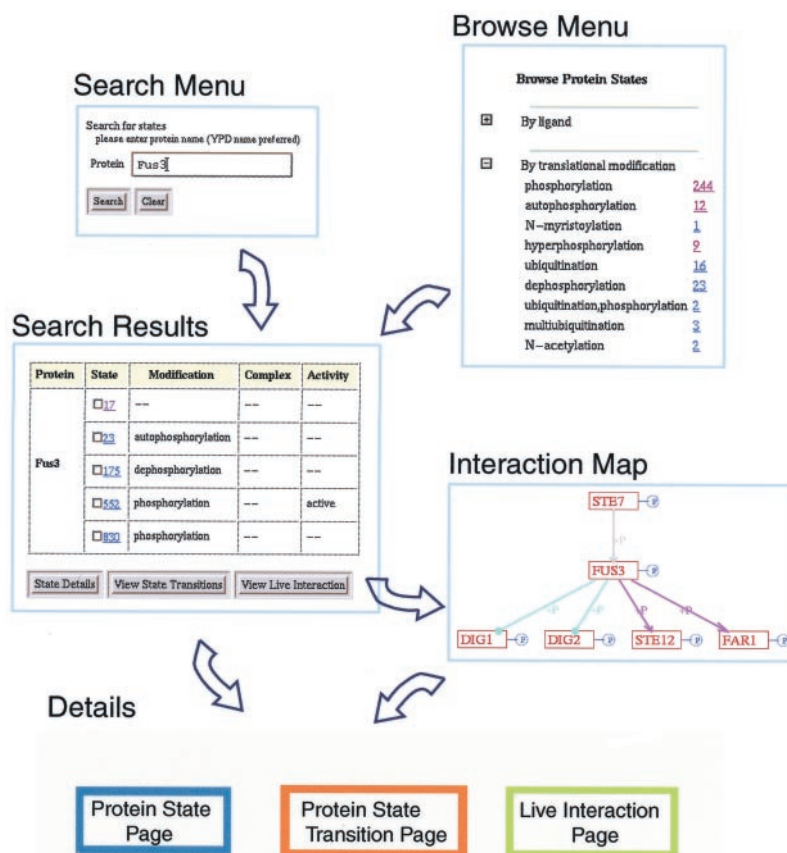 Browse Menu
Browse Protein States
By ligand
By translational modification
phosphorylation 244
autophosphorylation 12
N-myristoylation 1
hyperphosphorylation 9
ubiquitination 16
dephosphorylation 23
ubiquitination,phosphorylation 2
multiubiquitination 3
N-acetylation 2
Search Menu
Search for states
please enter protein name (YPD name preferred)
Protein Fus3
Search Clear
Search Results
Protein State Modification Complex Activity
17 -- -- --
23 autophosphorylation -- --
Fus3 175 dephosphorylation -- --
552 phosphorylation -- active
830 phosphorylation -- --
State Details View State Transitions View Live Interaction
Interaction Map
STE7 P
+P
FUS3 P
+P +P +P +P
DIG1 P DIG2 P STE12 P FAR1 P
Details
Protein State
Page
Protein State
Transition Page
Live Interaction
Page